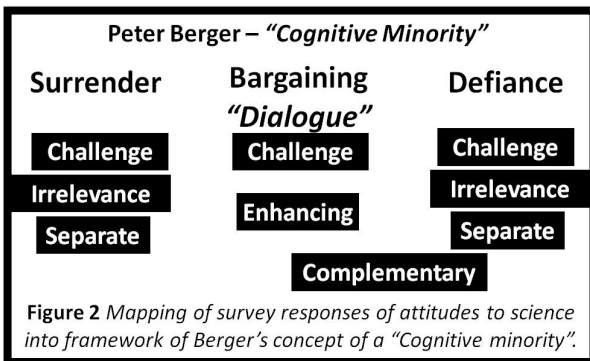 Peter Berger – “Cognitive Minority”
Surrender
Bargaining
“Dialogue”
Defiance
Challenge
Irrelevance
Separate
Challenge
Enhancing
Complementary
Challenge
Irrelevance
Separate
Figure 2 Mapping of survey responses of attitudes to science
into framework of Berger’s concept of a “Cognitive minority”.